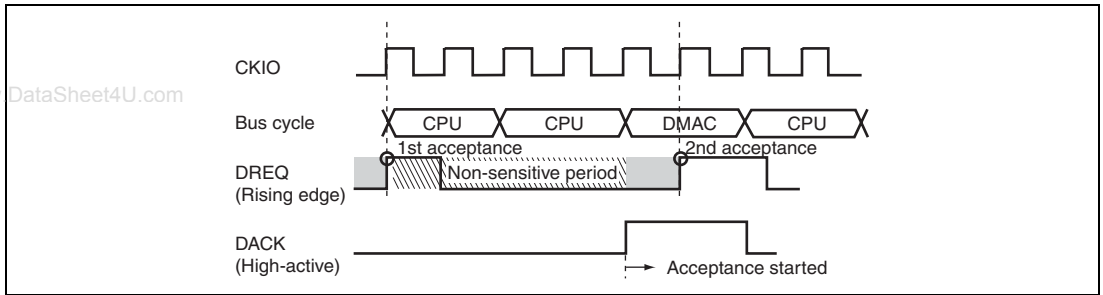 CKIO
.DataSheet4U.com
Bus cycle
CPU
CPU
DMAC
CPU
1st acceptance
2nd acceptance
DREQ
(Rising edge)
Non-sensitive period
DACK
(High-active)
Acceptance started